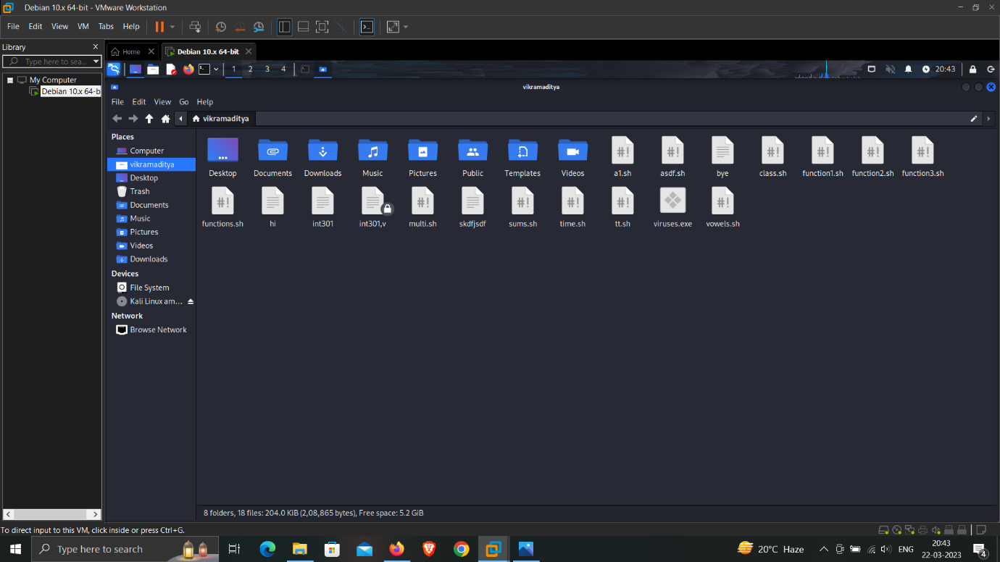 Debian 10.x 64-bit - VMware Workstation
File Edit View VM Tabs Help
Library
Type here to sea...
My Computer
Debian 10.x 64-b
Home
Debian 10.x 64-bit
1 2 3 4
20:43
vikramaditya
File Edit View Go Help
vikramaditya
Places
Computer
vikramaditya
Desktop
Trash
Documents
Music
Pictures
Videos
Downloads
Devices
File System
Kali Linux am...
Network
Browse Network
Desktop Documents Downloads Music Pictures Public Templates Videos a1.sh asdf.sh bye class.sh function1.sh function2.sh function3.sh
functions.sh hi int301 int301,v multi.sh skdfjsdf sums.sh time.sh tt.sh viruses.exe vowels.sh
8 folders, 18 files: 204.0 KiB (2,08,865 bytes), Free space: 5.2 GiB
To direct input to this VM, click inside or press Ctrl+G.
Type here to search
20°C Haze
ENG
20:43
22-03-2023
4